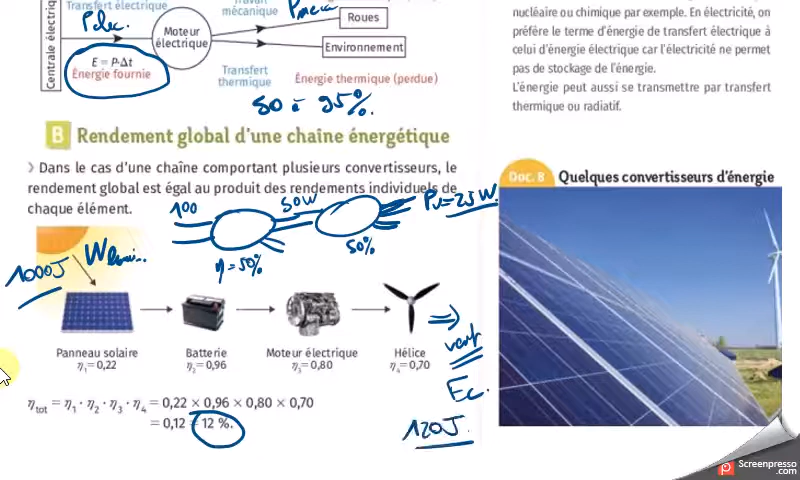 Transfert électrique
Travail
mécanique
P elec.
P meca
Centrale électrique
Moteur
électrique
Roues
Environnement
E = P·Δt
Énergie fournie
Transfert
thermique
Énergie thermique (perdue)
80 à 95%.
nucléaire ou chimique par exemple. En électricité, on
préfère le terme d'énergie de transfert électrique à
celui d'énergie électrique car l'électricité ne permet
pas de stockage de l'énergie.
L'énergie peut aussi se transmettre par transfert
thermique ou radiatif.
B Rendement global d'une chaîne énergétique
› Dans le cas d'une chaîne comportant plusieurs convertisseurs, le
rendement global est égal au produit des rendements individuels de
chaque élément.
100
50W
Pu=25W
η=50%
50%
1000J
W
Panneau solaire
η₁= 0,22
Batterie
η₂= 0,96
Moteur électrique
η₃= 0,80
Hélice
η₄= 0,70
vent
Ec.
120J
ηtot = η₁ · η₂ · η₃ · η₄ = 0,22 × 0,96 × 0,80 × 0,70
= 0,12 = 12 %.
Doc. 8 Quelques convertisseurs d'énergie
Screenpresso
.com